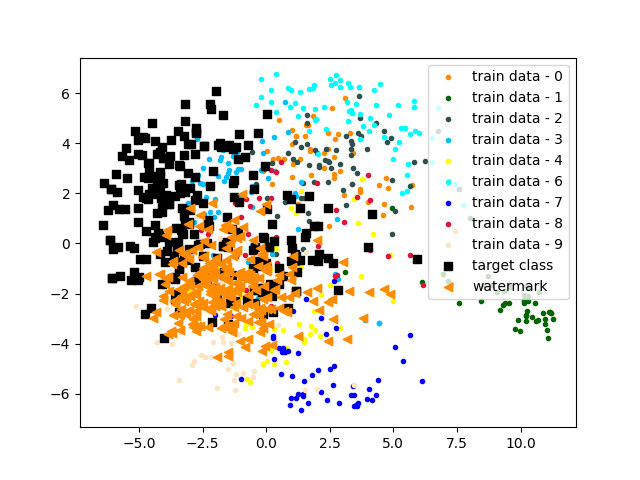 6
4
2
0
−2
−4
−6
−5.0 −2.5 0.0 2.5 5.0 7.5 10.0
train data - 0
train data - 1
train data - 2
train data - 3
train data - 4
train data - 6
train data - 7
train data - 8
train data - 9
target class
watermark